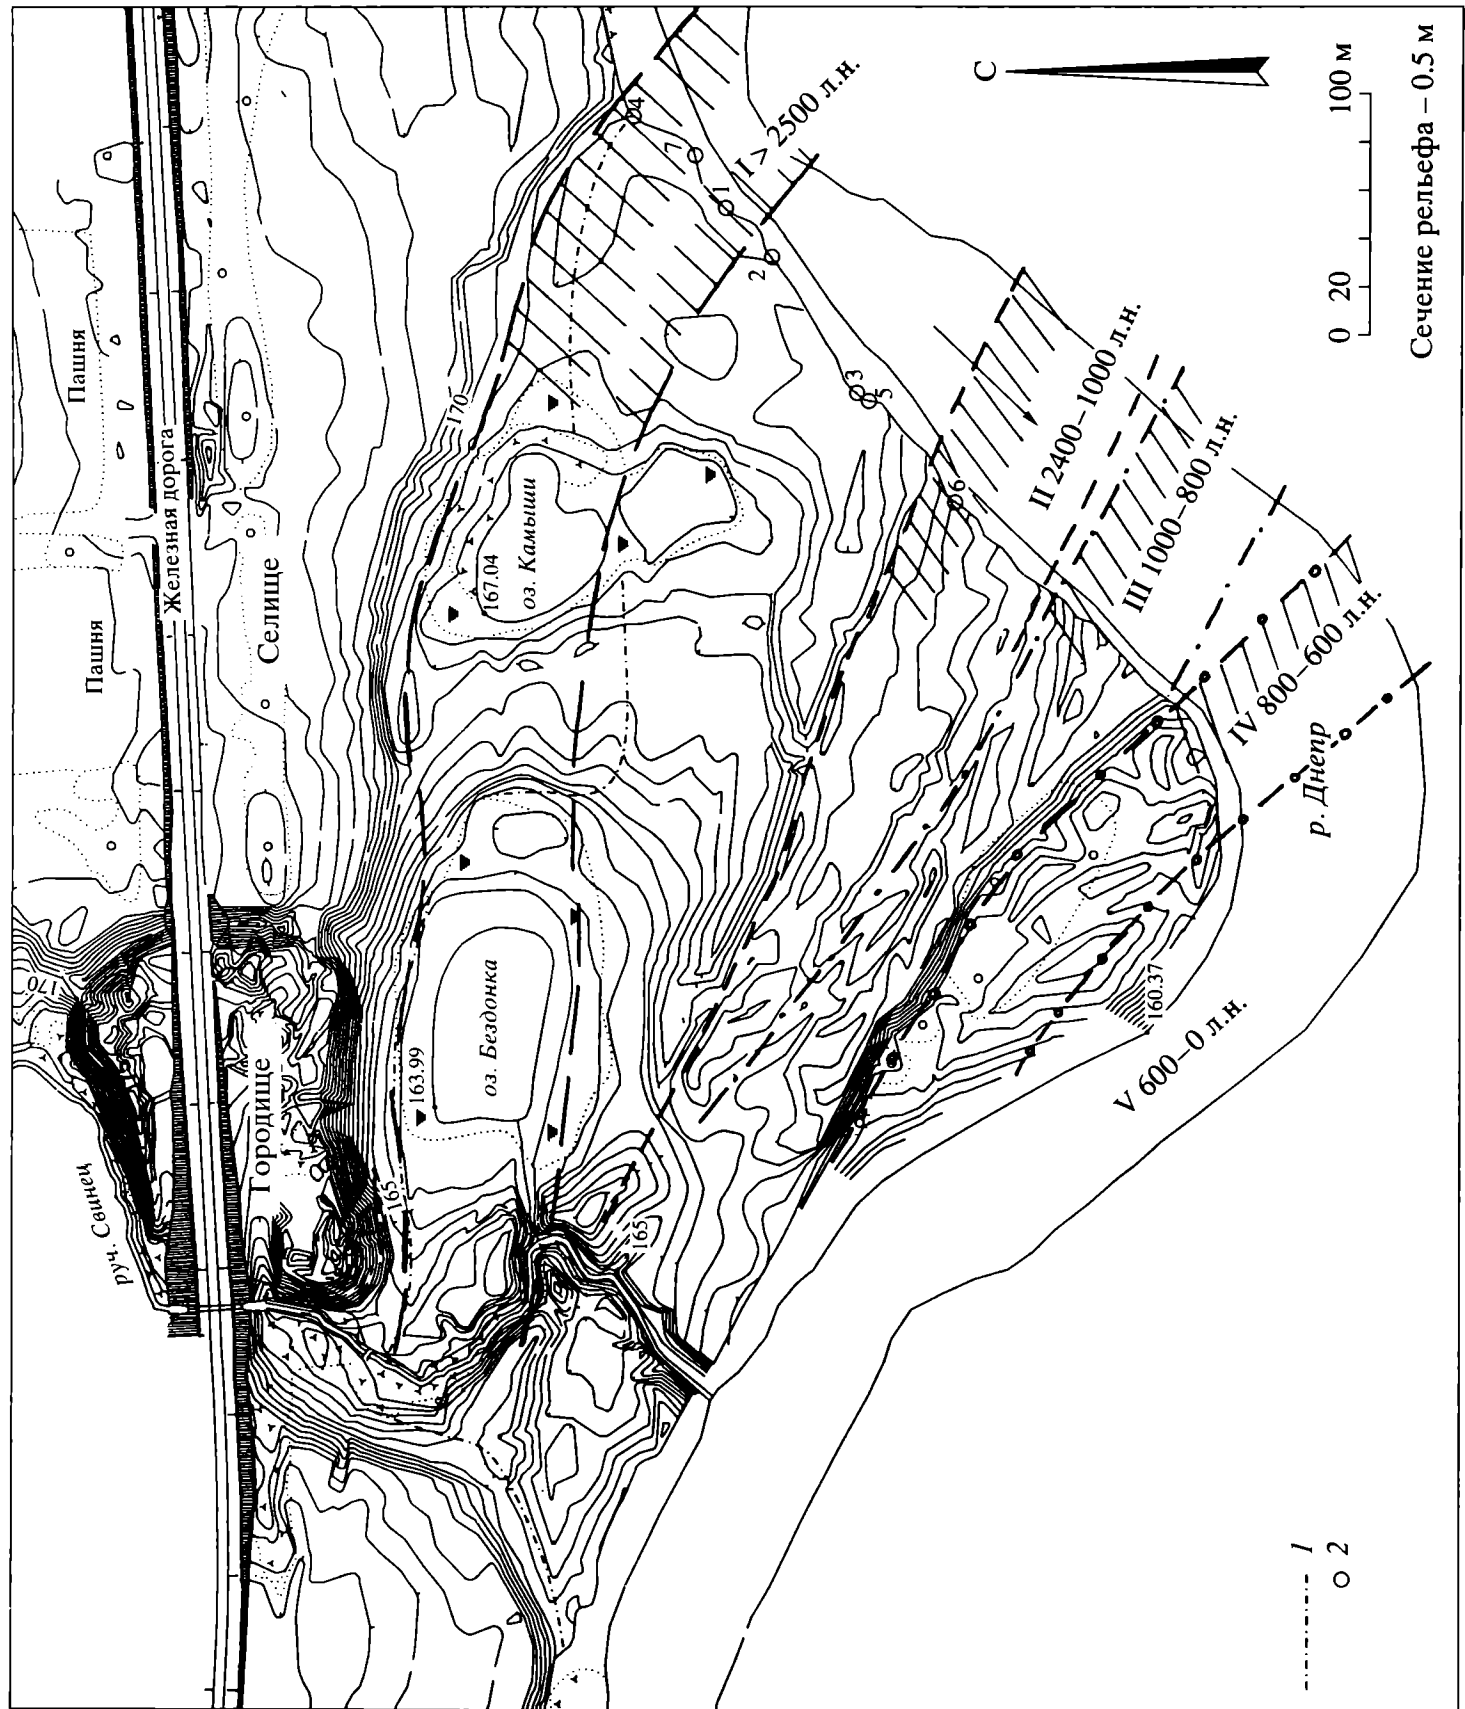 Пашня
Пашня
Железная дорога
Селище
Городище
руч. Свинец
170
170
165
165
167.04
оз. Камыши
163.99
оз. Бездонка
4
7
1
2
3
5
6
I > 2500 л.н.
II 2400–1000 л.н.
III 1000–800 л.н.
IV 800–600 л.н.
V 600–0 л.н.
р. Днепр
160.37
С
0 20 100 м
Сечение рельефа – 0.5 м
1
2